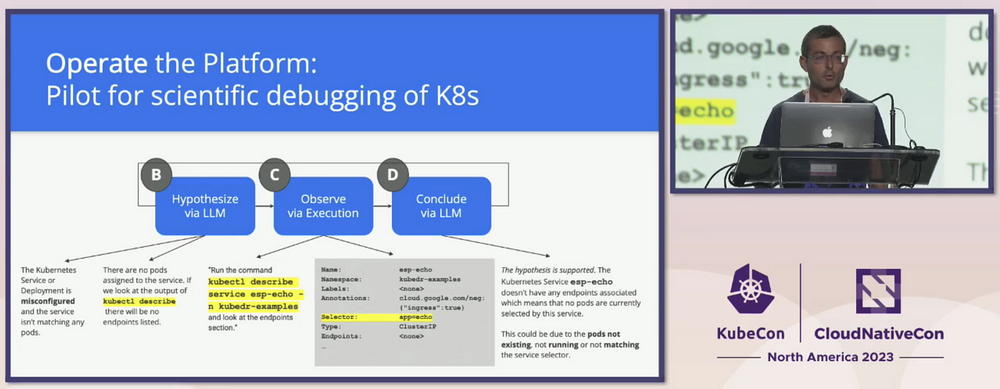 Operate the Platform:
Pilot for scientific debugging of K8s
B
C
D
Hypothesize
via LLM
Observe
via Execution
Conclude
via LLM
The Kubernetes
Service or
Deployment is
misconfigured
and the service
isn't matching any
pods.
There are no pods
assigned to the service. If
we look at the output of
kubectl describe
there will be no
endpoints listed.
"Run the command
kubectl describe
service esp-echo -
n kubedr-examples
and look at the endpoints
section."
Name: esp-echo
Namespace: kubedr-examples
Labels: <none>
Annotations: cloud.google.com/neg:
{"ingress":true}
Selector: app=echo
Type: ClusterIP
Endpoints: <none>
…
The hypothesis is supported. The
Kubernetes Service esp-echo
doesn't have any endpoints associated
which means that no pods are currently
selected by this service.
This could be due to the pods not
existing, not running or not matching
the service selector.
d.google. /neg:
ngress":tru
echo
sterIP
e>
do
w
se
Th
KubeCon
CloudNativeCon
North America 2023